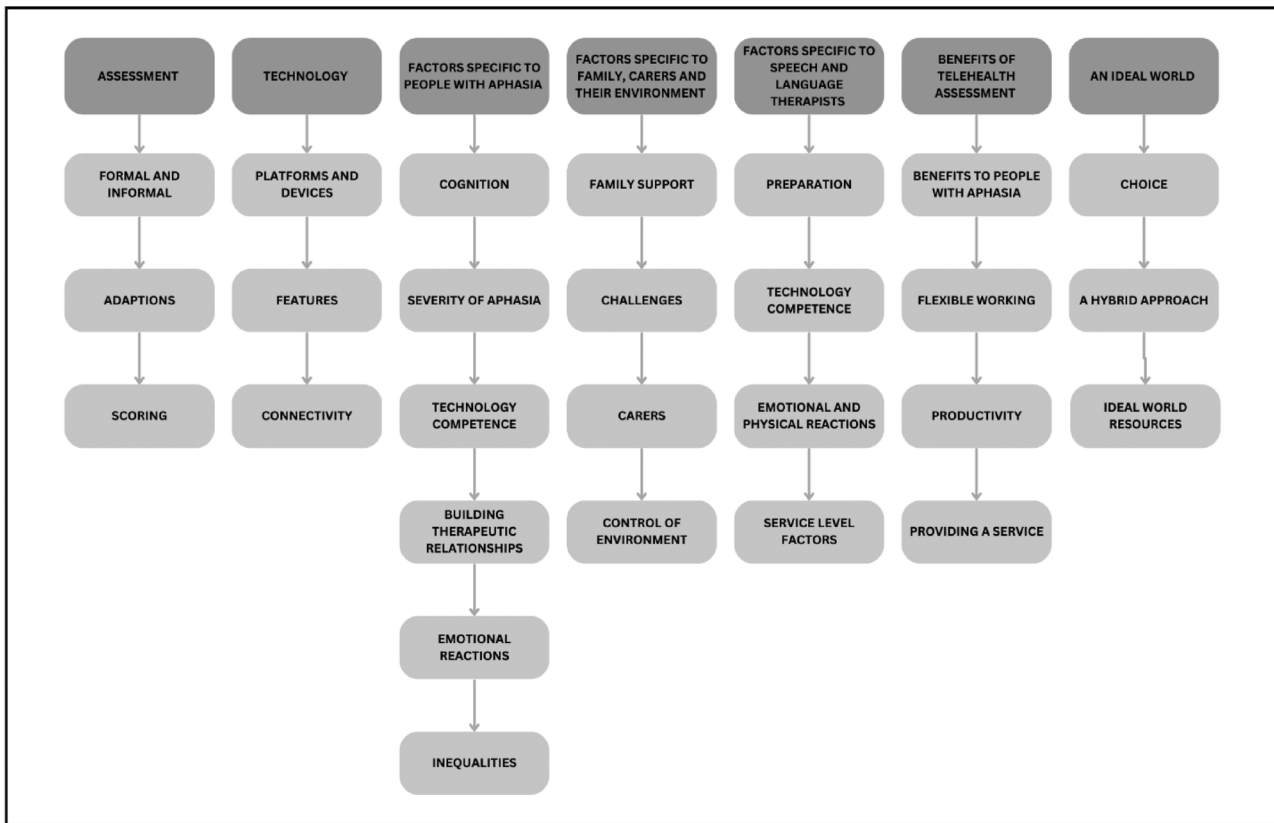 ASSESSMENT
FORMAL AND
INFORMAL
ADAPTIONS
SCORING
TECHNOLOGY
PLATFORMS AND
DEVICES
FEATURES
CONNECTIVITY
FACTORS SPECIFIC TO
PEOPLE WITH APHASIA
COGNITION
SEVERITY OF APHASIA
TECHNOLOGY
COMPETENCE
BUILDING
THERAPEUTIC
RELATIONSHIPS
EMOTIONAL
REACTIONS
INEQUALITIES
FACTORS SPECIFIC TO
FAMILY, CARERS AND
THEIR ENVIRONMENT
FAMILY SUPPORT
CHALLENGES
CARERS
CONTROL OF
ENVIRONMENT
FACTORS SPECIFIC TO
SPEECH AND
LANGUAGE
THERAPISTS
PREPARATION
TECHNOLOGY
COMPETENCE
EMOTIONAL AND
PHYSICAL REACTIONS
SERVICE LEVEL
FACTORS
BENEFITS OF
TELEHEALTH
ASSESSMENT
BENEFITS TO PEOPLE
WITH APHASIA
FLEXIBLE WORKING
PRODUCTIVITY
PROVIDING A SERVICE
AN IDEAL WORLD
CHOICE
A HYBRID APPROACH
IDEAL WORLD
RESOURCES